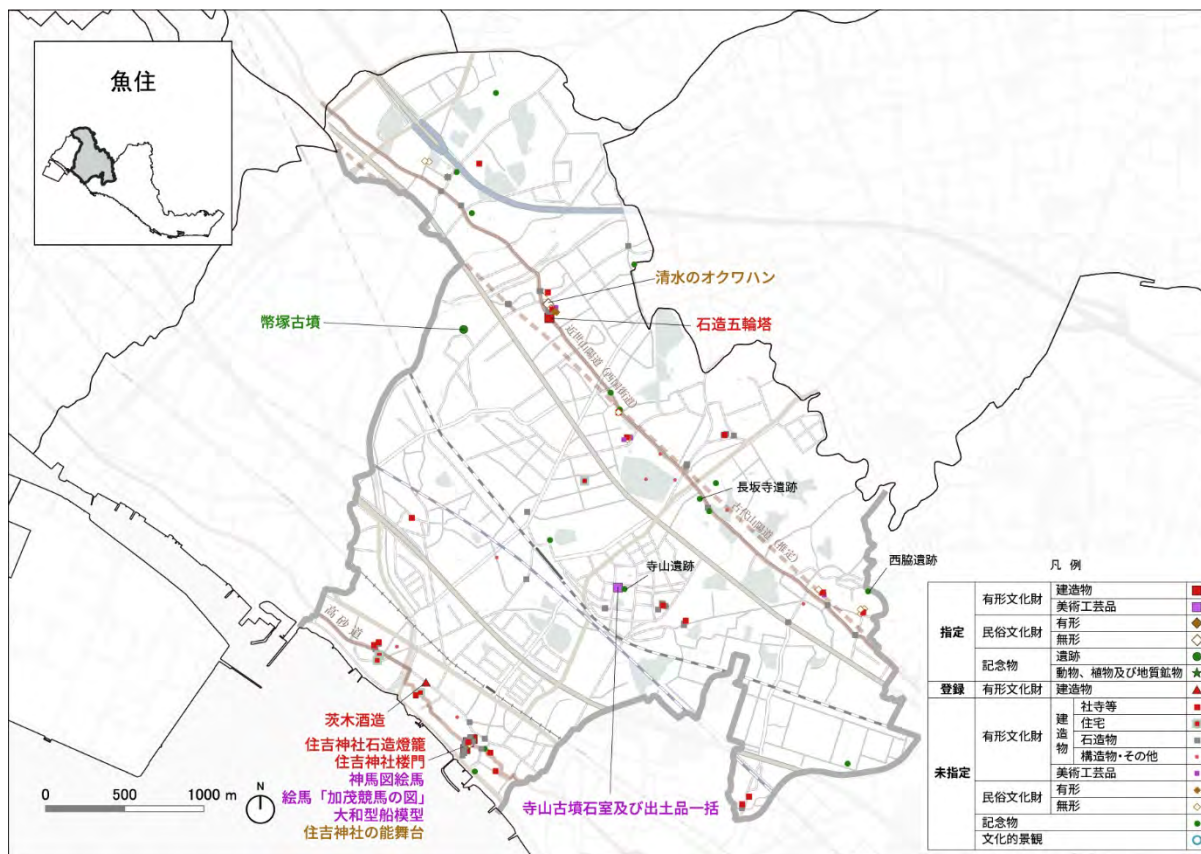 魚住
清水のオクワハン
幣塚古墳
石造五輪塔
近世山陽道（西国街道）
長坂寺遺跡
古代山陽道（推定）
西脇遺跡
寺山遺跡
高砂道
茨木酒造
住吉神社石造燈籠
住吉神社楼門
神馬図絵馬
絵馬「加茂競馬の図」
大和型船模型
住吉神社の能舞台
寺山古墳石室及び出土品一括
0 500 1000 m
N
凡 例
指定 有形文化財 建造物
美術工芸品
民俗文化財 有形
無形
記念物 遺跡
動物、植物及び地質鉱物
登録 有形文化財 建造物
未指定 有形文化財 建造物 社寺等
住宅
石造物
構造物・その他
美術工芸品
民俗文化財 有形
無形
記念物
文化的景観